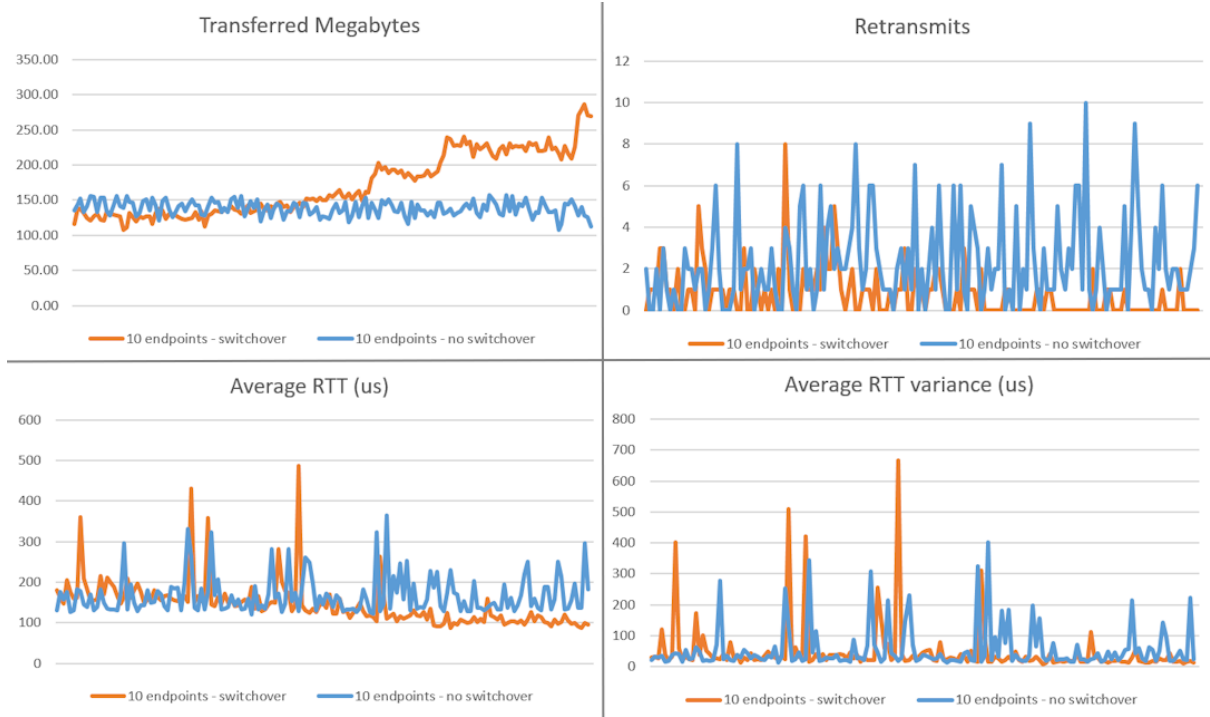 Transferred Megabytes
350.00
300.00
250.00
200.00
150.00
100.00
50.00
0.00
10 endpoints - switchover
10 endpoints - no switchover
Retransmits
12
10
8
6
4
2
0
10 endpoints - switchover
10 endpoints - no switchover
Average RTT (us)
600
500
400
300
200
100
0
10 endpoints - switchover
10 endpoints - no switchover
Average RTT variance (us)
800
700
600
500
400
300
200
100
0
10 endpoints - switchover
10 endpoints - no switchover